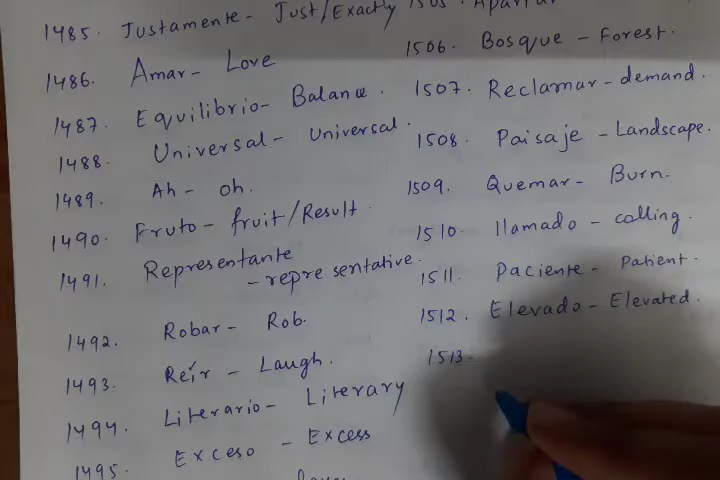 1485. Justamente - Just/Exactly
1486. Amar - Love
1487. Equilibrio - Balance.
1488. Universal - Universal.
1489. Ah - oh.
1490. Fruto - fruit/Result.
1491. Representante
- representative.
1492. Robar - Rob.
1493. Reír - Laugh.
1494. Literario - Literary
1495. Exceso - Excess
1505. Apartar
1506. Bosque - Forest.
1507. Reclamar - demand.
1508. Paisaje - Landscape.
1509. Quemar - Burn.
1510. llamado - calling.
1511. Paciente - Patient.
1512. Elevado - Elevated.
1513.